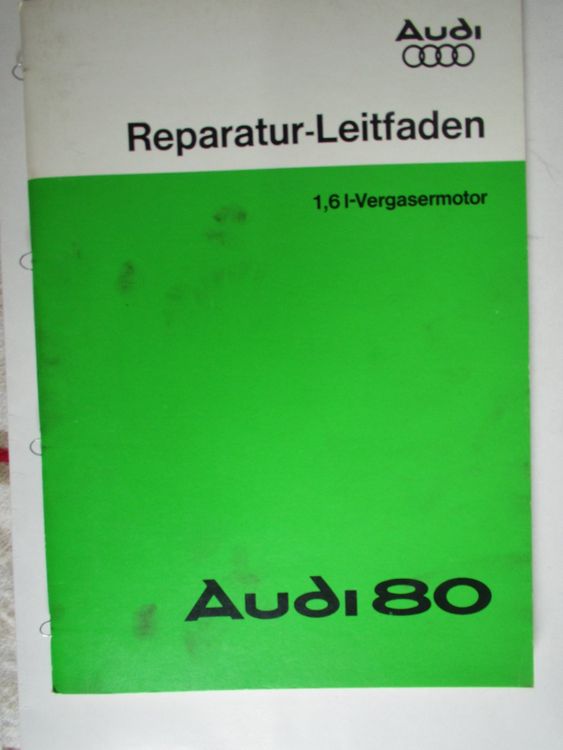 Audi
Reparatur-Leitfaden
1,6 l-Vergasermotor
Audi 80